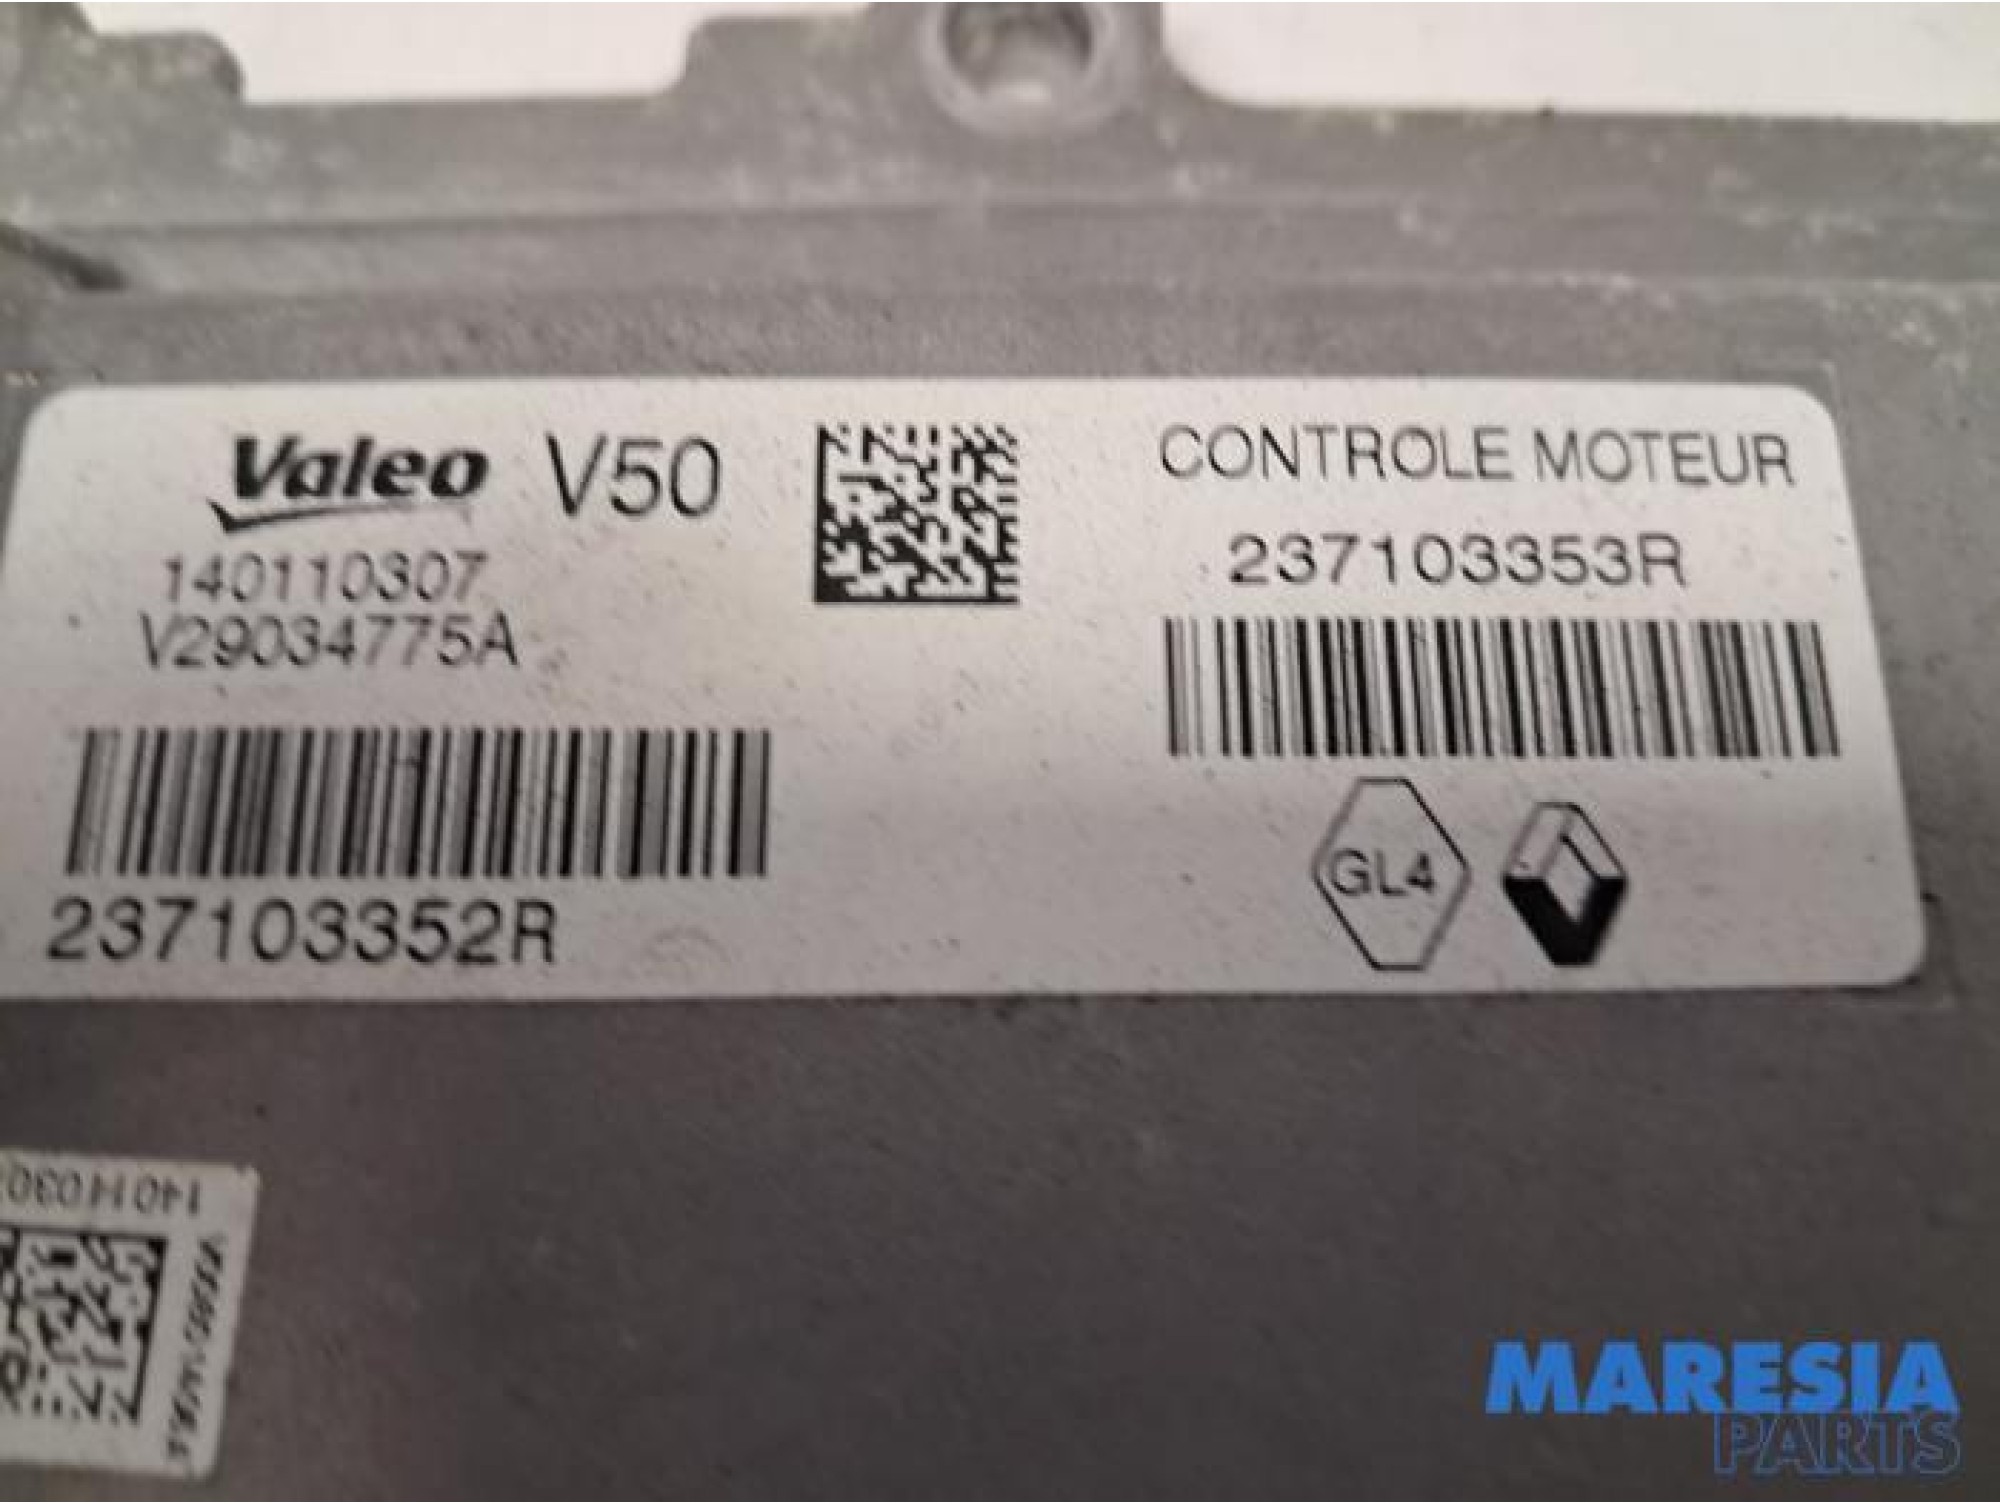 Valeo V50
140110307
V29034775A
237103352R
CONTROLE MOTEUR
237103353R
GL4
MARESIA
PARTS